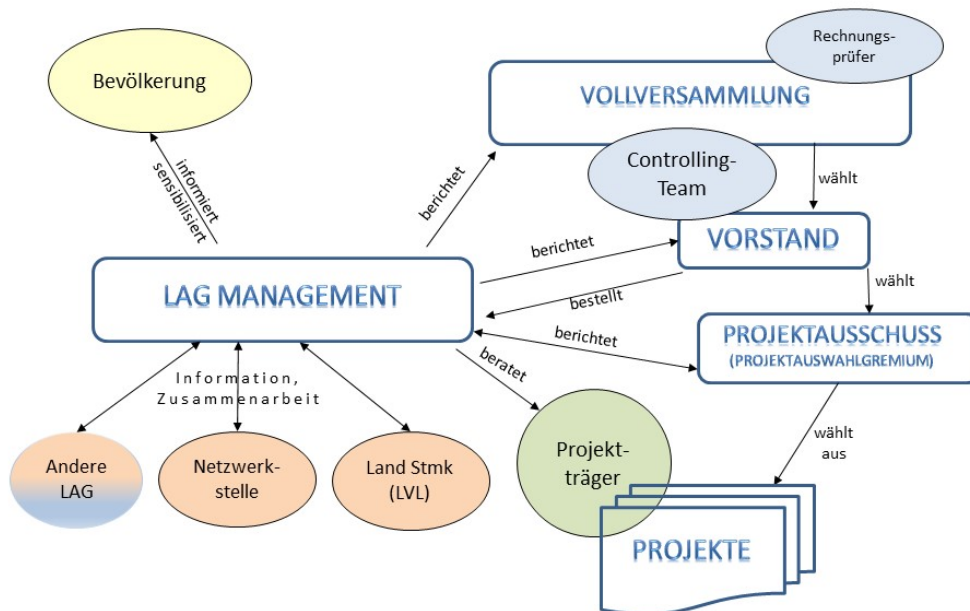 Rechnungs-
prüfer
Bevölkerung
VOLLVERSAMMLUNG
informiert
sensibilisiert
berichtet
Controlling-
Team
wählt
VORSTAND
berichtet
LAG MANAGEMENT
bestellt
wählt
berichtet
PROJEKTAUSSCHUSS
(PROJEKTAUSWAHLGREMIUM)
beratet
Information,
Zusammenarbeit
wählt
aus
Andere
LAG
Netzwerk-
stelle
Land Stmk
(LVL)
Projekt-
träger
PROJEKTE